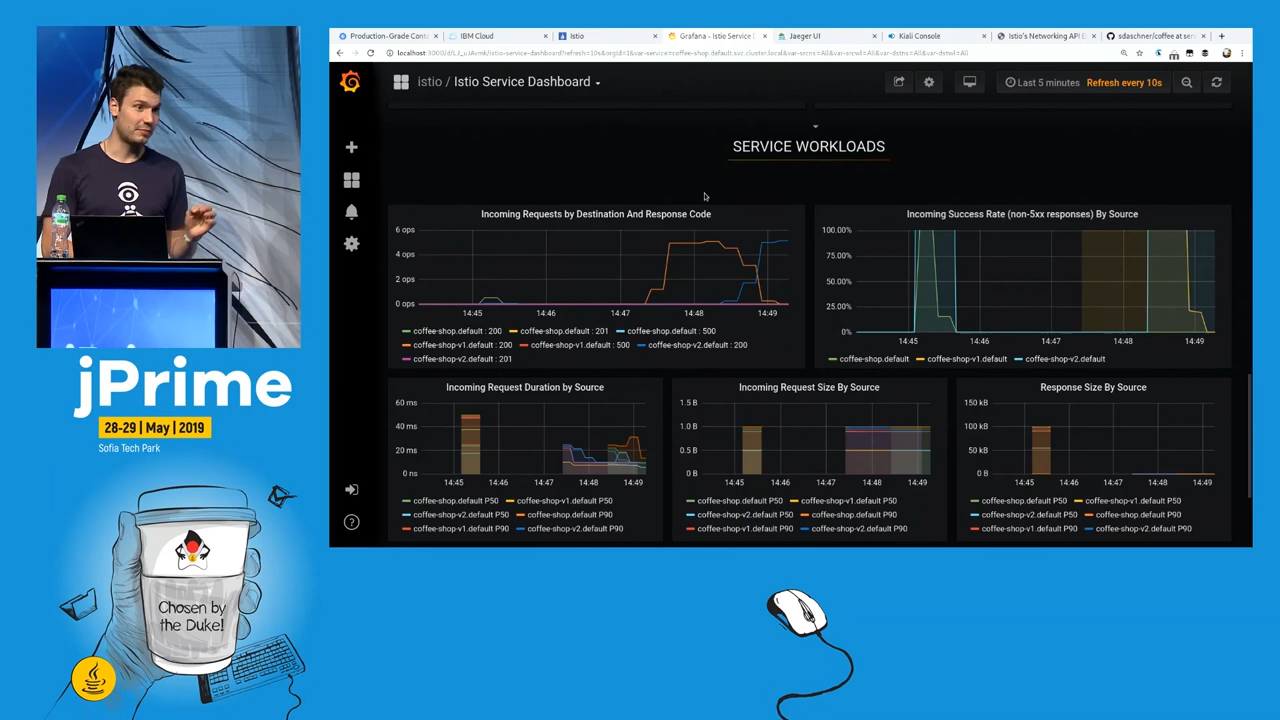 Production-Grade Conta
IBM Cloud
Istio
Grafana - Istio Service D
Jaeger UI
Kiali Console
Istio's Networking API E
sdaschner/coffee at serv
istio / Istio Service Dashboard
Last 5 minutes
Refresh every 10s
SERVICE WORKLOADS
Incoming Requests by Destination And Response Code
6 ops
4 ops
2 ops
0 ops
14:45 14:46 14:47 14:48 14:49
coffee-shop.default : 200 coffee-shop.default : 201 coffee-shop.default : 500
coffee-shop-v1.default : 200 coffee-shop-v1.default : 500 coffee-shop-v2.default : 200
coffee-shop-v2.default : 201
Incoming Success Rate (non-5xx responses) By Source
100.00%
75.00%
50.00%
25.00%
0%
14:45 14:46 14:47 14:48 14:49
coffee-shop.default coffee-shop-v1.default coffee-shop-v2.default
Incoming Request Duration by Source
60 ms
40 ms
20 ms
0 ns
14:45 14:46 14:47 14:48 14:49
coffee-shop.default P50 coffee-shop-v1.default P50
coffee-shop-v2.default P50 coffee-shop.default P90
coffee-shop-v1.default P90 coffee-shop-v2.default P90
Incoming Request Size By Source
1.5 B
1.0 B
0.5 B
0 B
14:45 14:46 14:47 14:48 14:49
coffee-shop.default P50 coffee-shop-v1.default P50
coffee-shop-v2.default P50 coffee-shop.default P90
coffee-shop-v1.default P90 coffee-shop-v2.default P90
Response Size By Source
150 kB
100 kB
50 kB
0 B
14:45 14:46 14:47 14:48 14:49
coffee-shop.default P50 coffee-shop-v1.default P50
coffee-shop-v2.default P50 coffee-shop.default P90
coffee-shop-v1.default P90 coffee-shop-v2.default P90
jPrime
28-29 | May | 2019
Sofia Tech Park
Chosen by
the Duke!